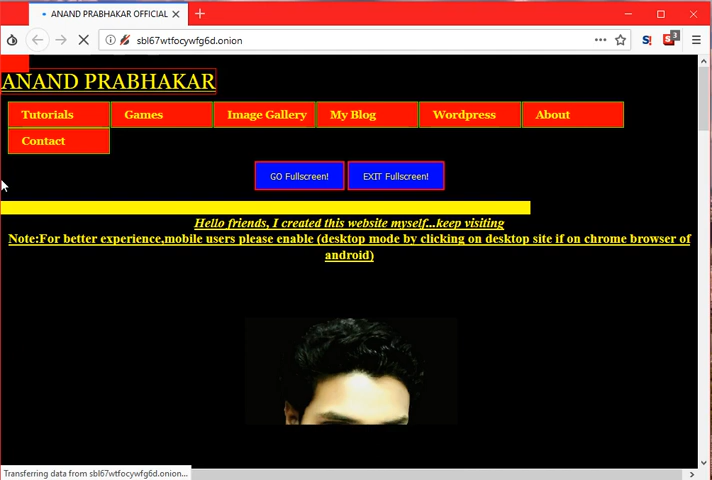 ANAND PRABHAKAR OFFICIAL
sbl67wtfocywfg6d.onion
S!
S
3
ANAND PRABHAKAR
Tutorials Games Image Gallery My Blog Wordpress About
Contact
GO Fullscreen! EXIT Fullscreen!
Hello friends, I created this website myself...keep visiting
Note:For better experience,mobile users please enable (desktop mode by clicking on desktop site if on chrome browser of
android)
Transferring data from sbl67wtfocywfg6d.onion...